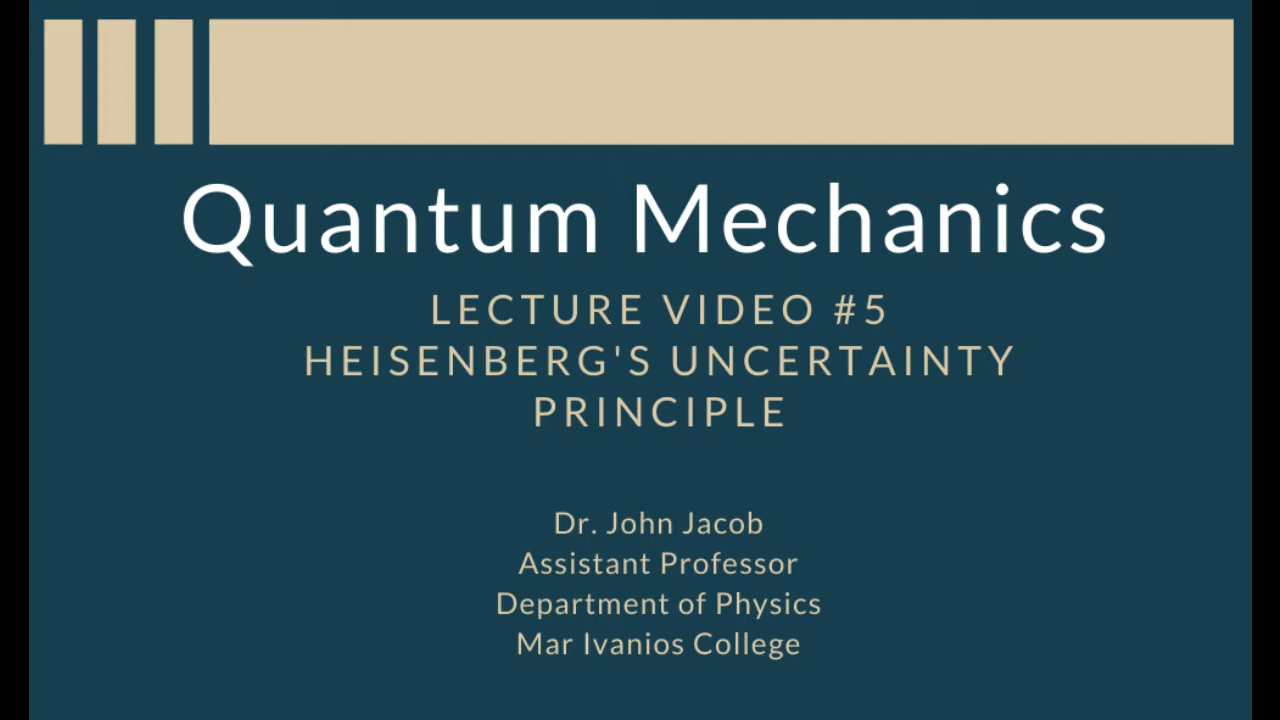 Quantum Mechanics
LECTURE VIDEO #5
HEISENBERG'S UNCERTAINTY
PRINCIPLE
Dr. John Jacob
Assistant Professor
Department of Physics
Mar Ivanios College